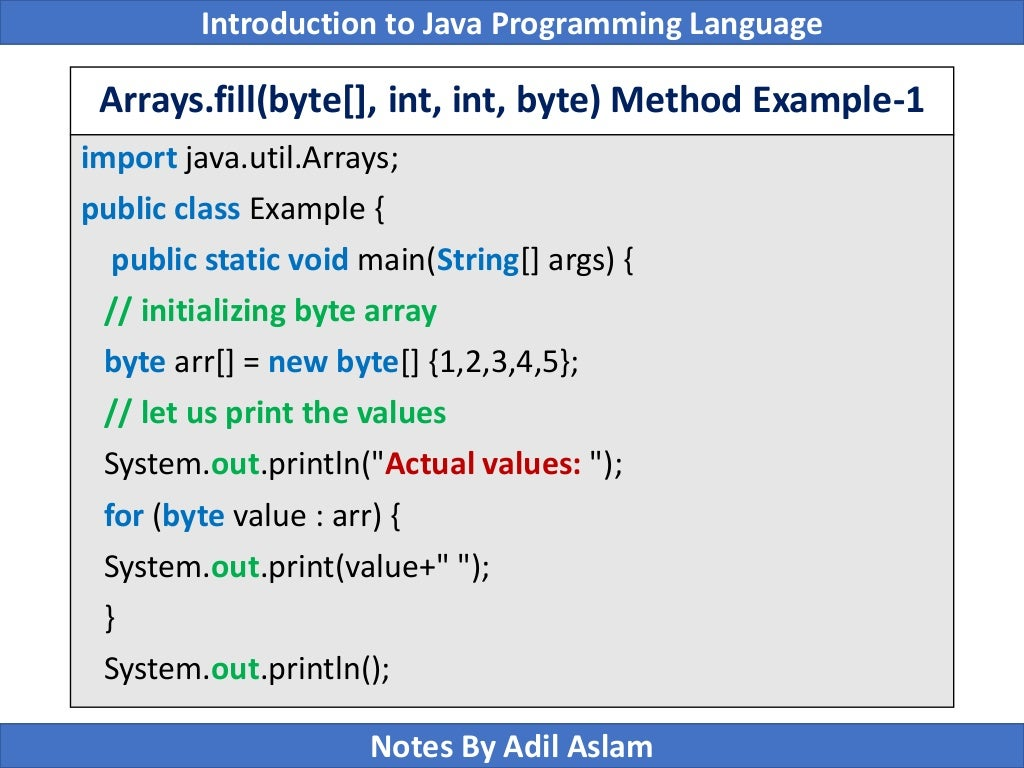 Introduction to Java Programming Language
Arrays.fill(byte[], int, int, byte) Method Example-1
import java.util.Arrays;
public class Example {
public static void main(String[] args) {
// initializing byte array
byte arr[] = new byte[] {1,2,3,4,5};
// let us print the values
System.out.println("Actual values: ");
for (byte value : arr) {
System.out.print(value+" ");
}
System.out.println();
Notes By Adil Aslam